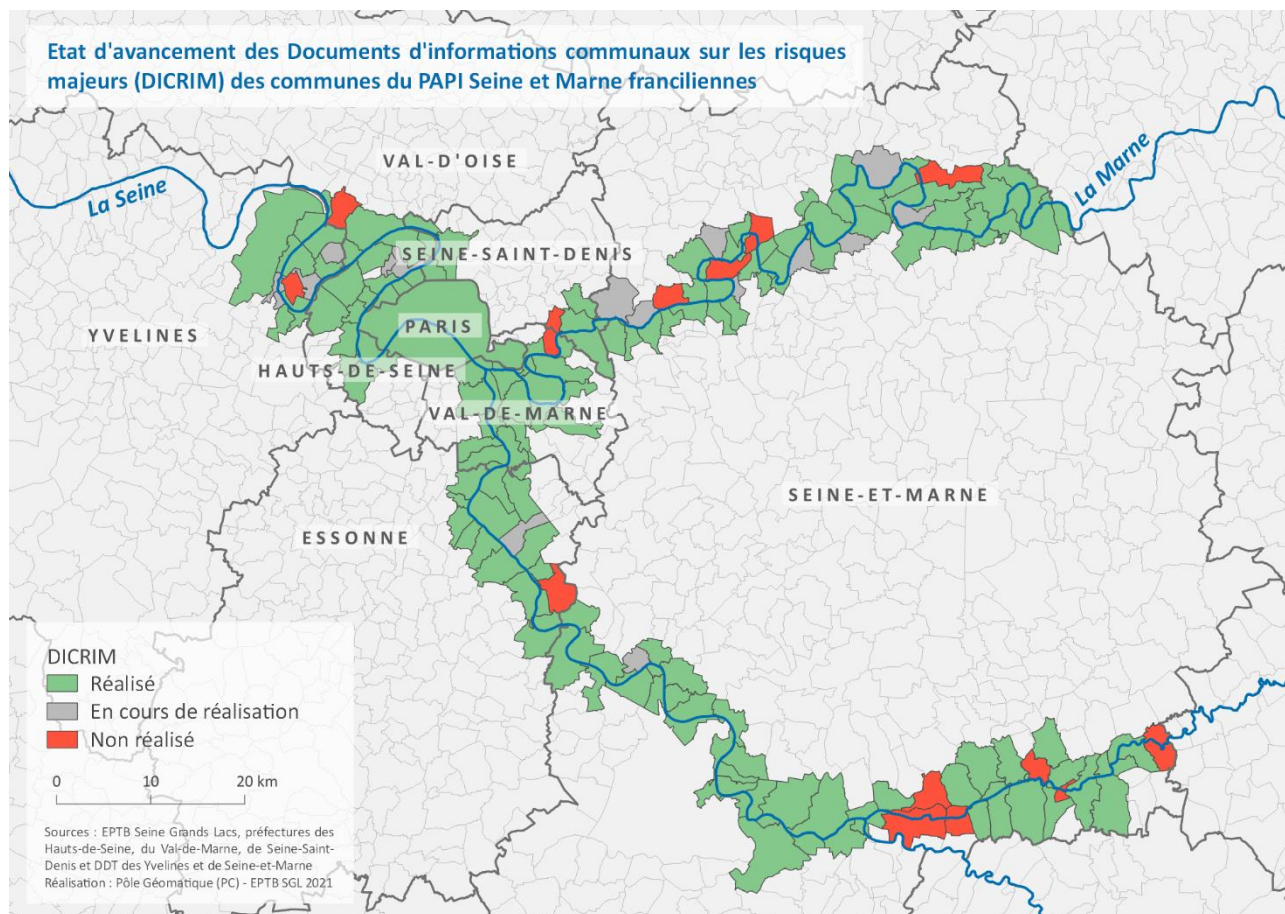 Etat d'avancement des Documents d'informations communaux sur les risques
majeurs (DICRIM) des communes du PAPI Seine et Marne franciliennes
VAL-D'OISE
La Seine
La Marne
SEINE-SAINT-DENIS
PARIS
YVELINES
HAUTS-DE-SEINE
VAL-DE-MARNE
SEINE-ET-MARNE
ESSONNE
DICRIM
Réalisé
En cours de réalisation
Non réalisé
0 10 20 km
Sources : EPTB Seine Grands Lacs, préfectures des
Hauts-de-Seine, du Val-de-Marne, de Seine-Saint-
Denis et DDT des Yvelines et de Seine-et-Marne
Réalisation : Pôle Géomatique (PC) - EPTB SGL 2021